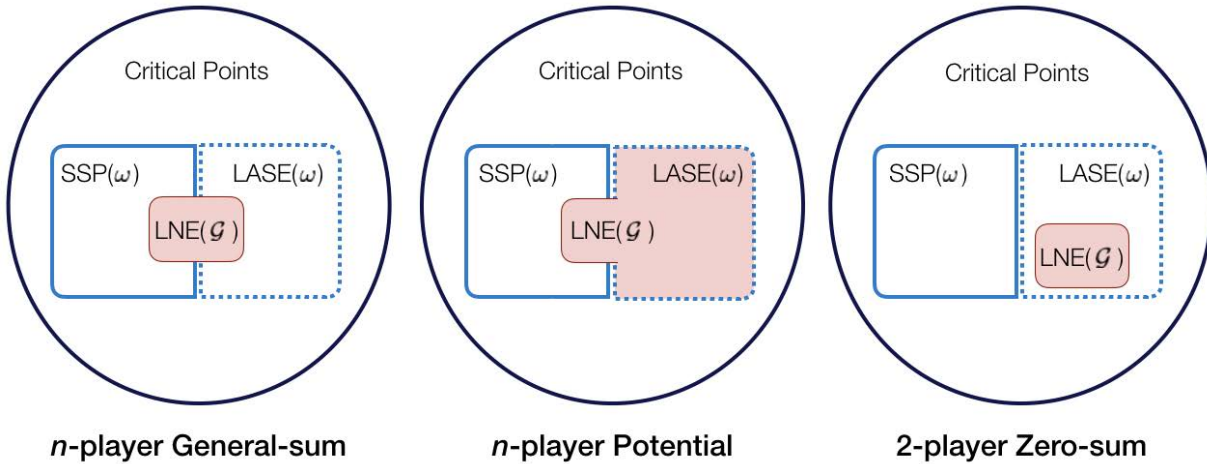 Critical Points
SSP(ω)
LASE(ω)
LNE(𝒢)
n-player General-sum
Critical Points
SSP(ω)
LASE(ω)
LNE(𝒢)
n-player Potential
Critical Points
SSP(ω)
LASE(ω)
LNE(𝒢)
2-player Zero-sum